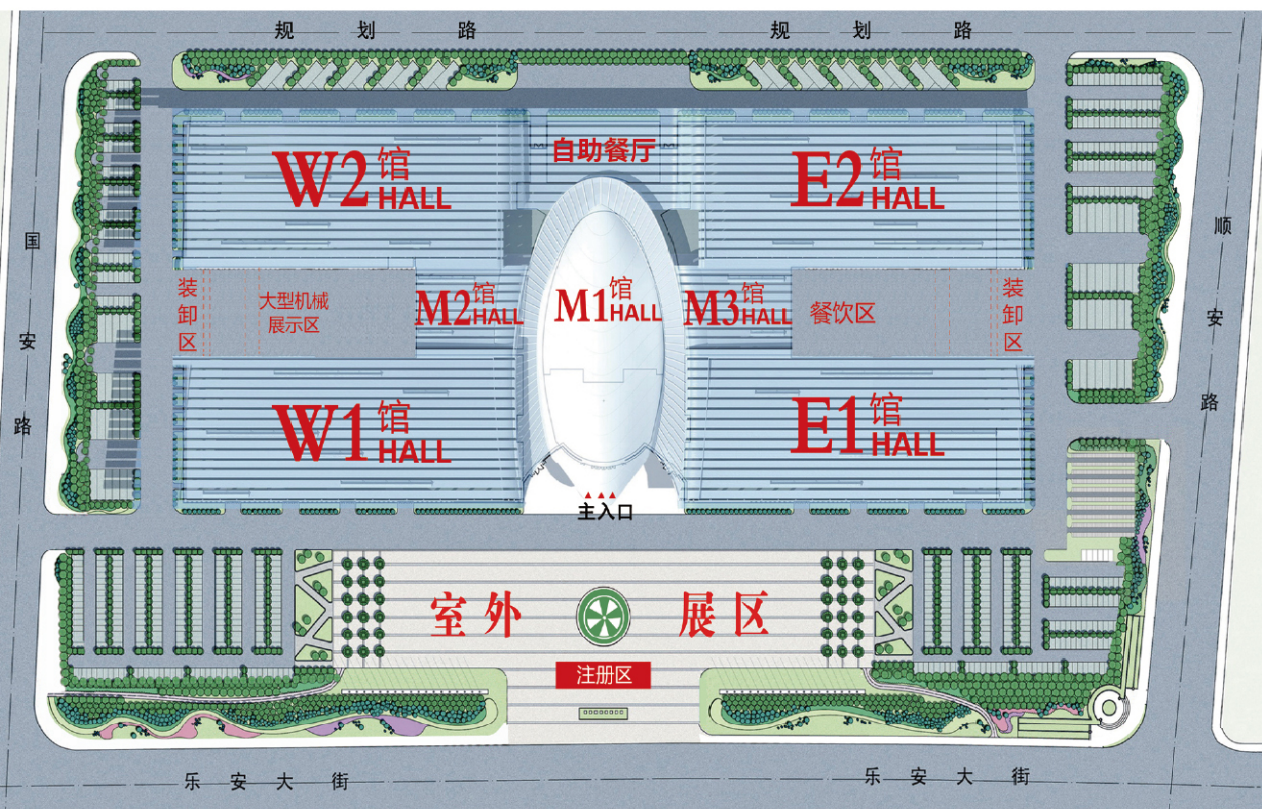 规划路
规划路
自助餐厅
W2馆
HALL
E2馆
HALL
国安路
顺安路
装卸区
大型机械
展示区
M2馆
HALL
M1馆
HALL
M3馆
HALL
餐饮区
装卸区
W1馆
HALL
E1馆
HALL
主入口
室外 展区
注册区
乐安大街
乐安大街